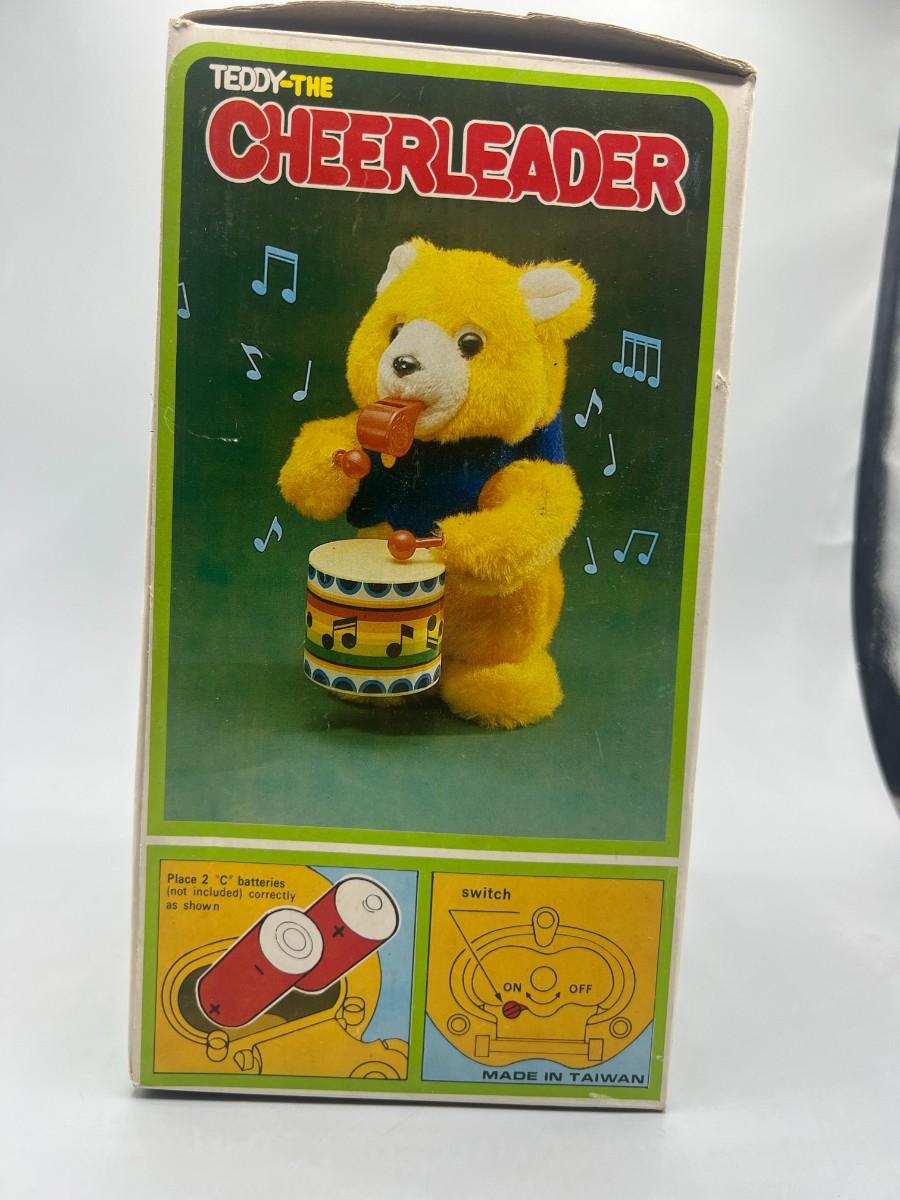 TEDDY-THE
CHEERLEADER
Place 2 "C" batteries
(not included) correctly
as shown
+
-
+
switch
ON
OFF
MADE IN TAIWAN